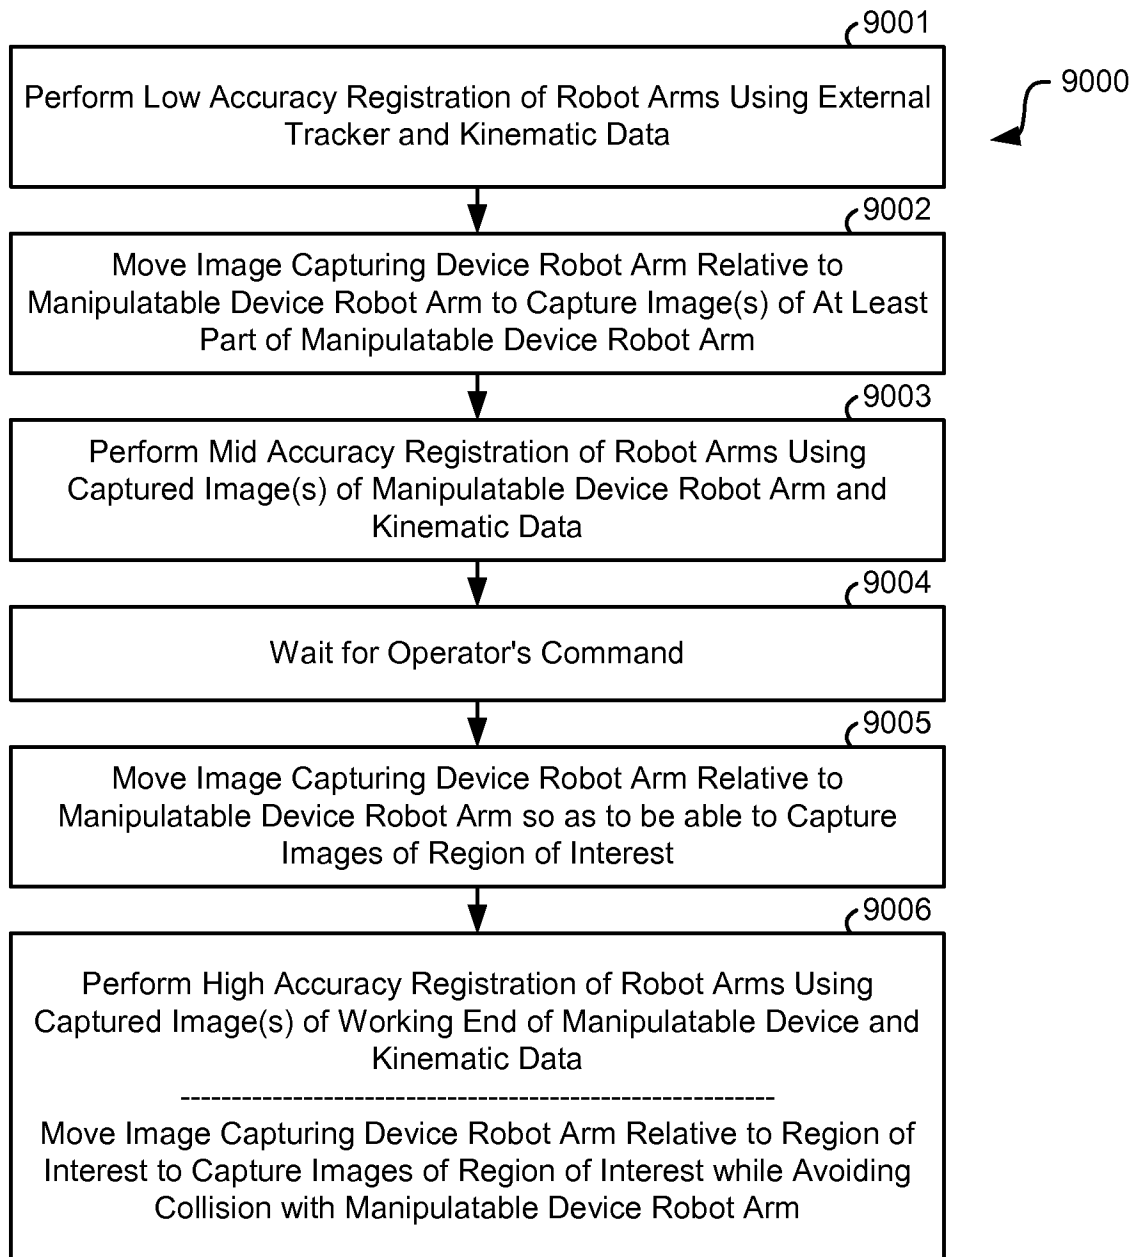 9001
9000
Perform Low Accuracy Registration of Robot Arms Using External
Tracker and Kinematic Data
9002
Move Image Capturing Device Robot Arm Relative to
Manipulatable Device Robot Arm to Capture Image(s) of At Least
Part of Manipulatable Device Robot Arm
9003
Perform Mid Accuracy Registration of Robot Arms Using
Captured Image(s) of Manipulatable Device Robot Arm and
Kinematic Data
9004
Wait for Operator's Command
9005
Move Image Capturing Device Robot Arm Relative to
Manipulatable Device Robot Arm so as to be able to Capture
Images of Region of Interest
9006
Perform High Accuracy Registration of Robot Arms Using
Captured Image(s) of Working End of Manipulatable Device and
Kinematic Data
----------------------------------------------------------
Move Image Capturing Device Robot Arm Relative to Region of
Interest to Capture Images of Region of Interest while Avoiding
Collision with Manipulatable Device Robot Arm